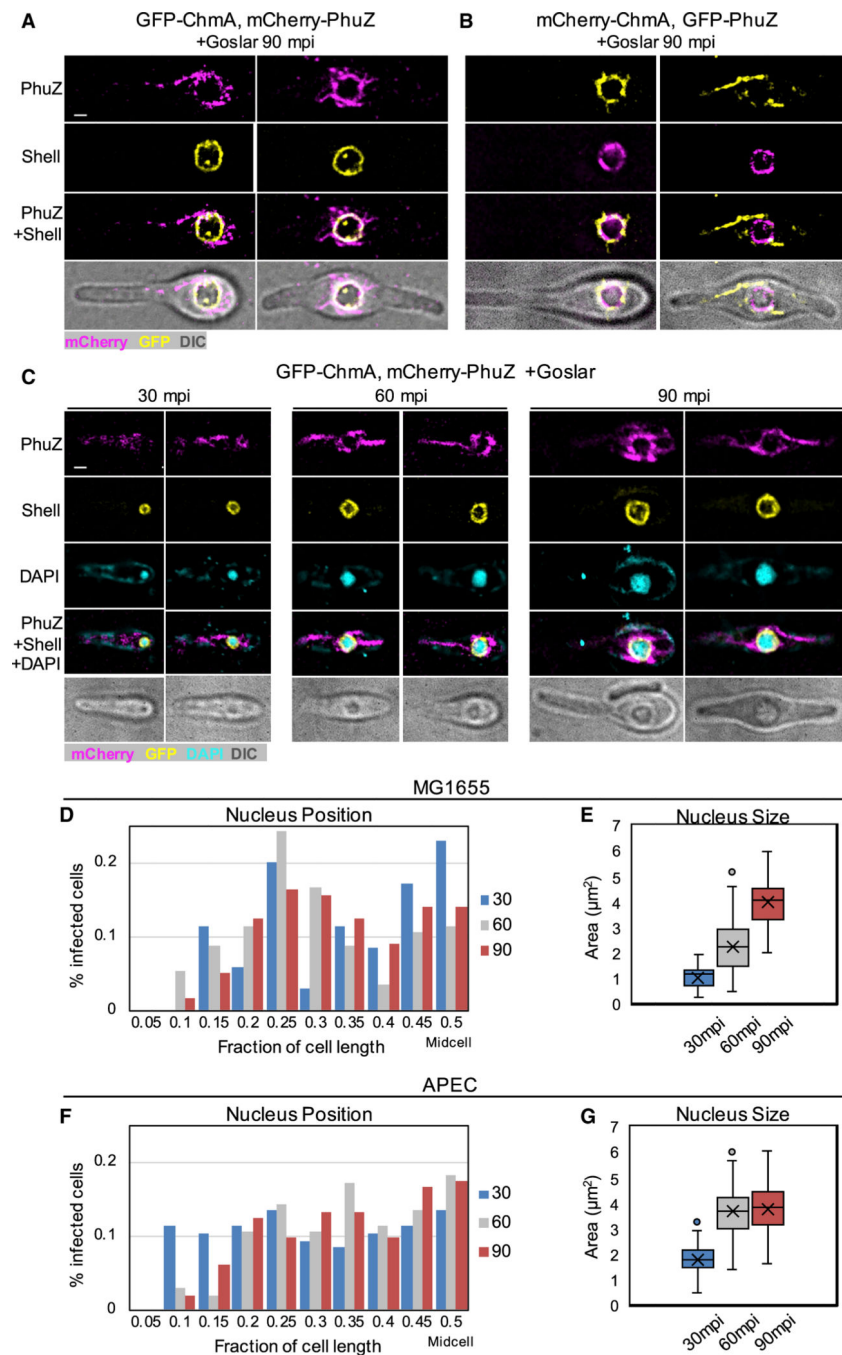 A
GFP-ChmA, mCherry-PhuZ
+Goslar 90 mpi
PhuZ
Shell
PhuZ
+Shell
mCherry GFP DIC
B
mCherry-ChmA, GFP-PhuZ
+Goslar 90 mpi
C
GFP-ChmA, mCherry-PhuZ +Goslar
30 mpi
60 mpi
90 mpi
PhuZ
Shell
DAPI
PhuZ
+Shell
+DAPI
mCherry GFP DAPI DIC
MG1655
D
Nucleus Position
% infected cells
0.2
0.1
0
0.05 0.1 0.15 0.2 0.25 0.3 0.35 0.4 0.45 0.5
Midcell
Fraction of cell length
30
60
90
E
Nucleus Size
Area (µm²)
7
6
5
4
3
2
1
0
30mpi
60mpi
90mpi
APEC
F
Nucleus Position
% infected cells
0.2
0.1
0
0.05 0.1 0.15 0.2 0.25 0.3 0.35 0.4 0.45 0.5
Midcell
Fraction of cell length
30
60
90
G
Nucleus Size
Area (µm²)
7
6
5
4
3
2
1
0
30mpi
60mpi
90mpi